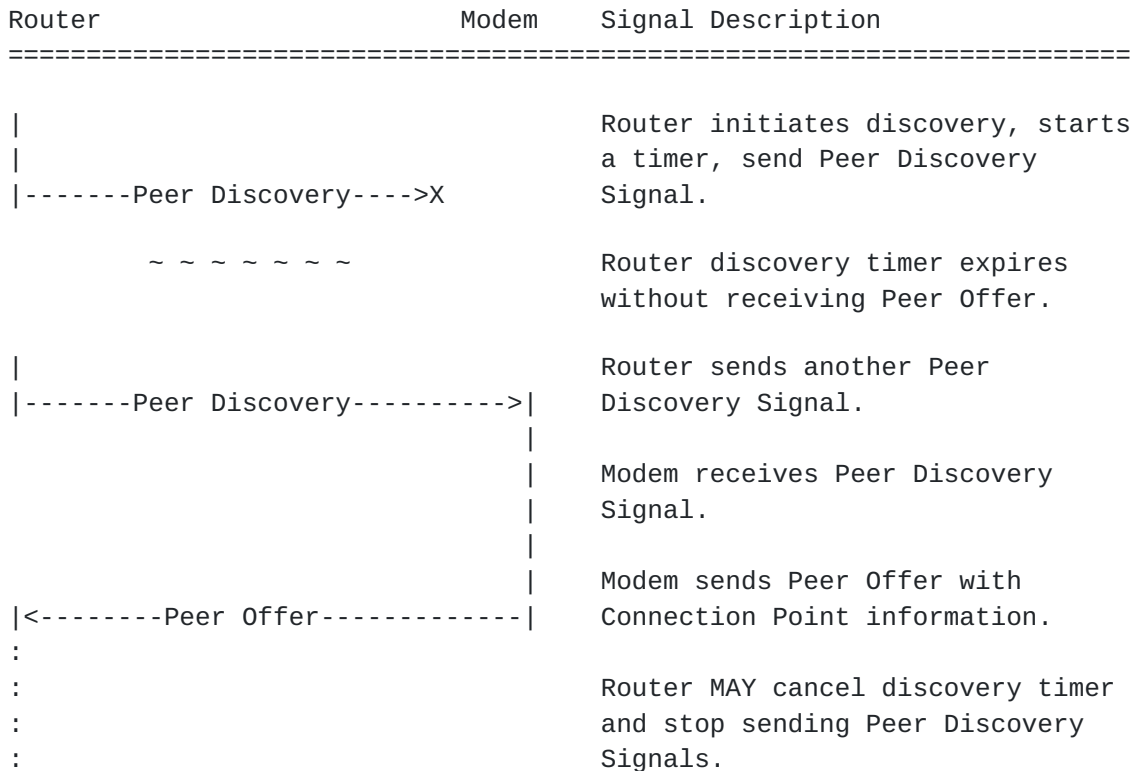 Router                       Modem    Signal Description
========================================================================

|                                     Router initiates discovery, starts
|                                     a timer, send Peer Discovery
|-------Peer Discovery---->X          Signal.

         ~ ~ ~ ~ ~ ~ ~                Router discovery timer expires
                                      without receiving Peer Offer.

|                                     Router sends another Peer
|-------Peer Discovery---------->|    Discovery Signal.
                                 |
                                 |    Modem receives Peer Discovery
                                 |    Signal.
                                 |
                                 |    Modem sends Peer Offer with
|<--------Peer Offer-------------|    Connection Point information.
:
:                                     Router MAY cancel discovery timer
:                                     and stop sending Peer Discovery
:                                     Signals.